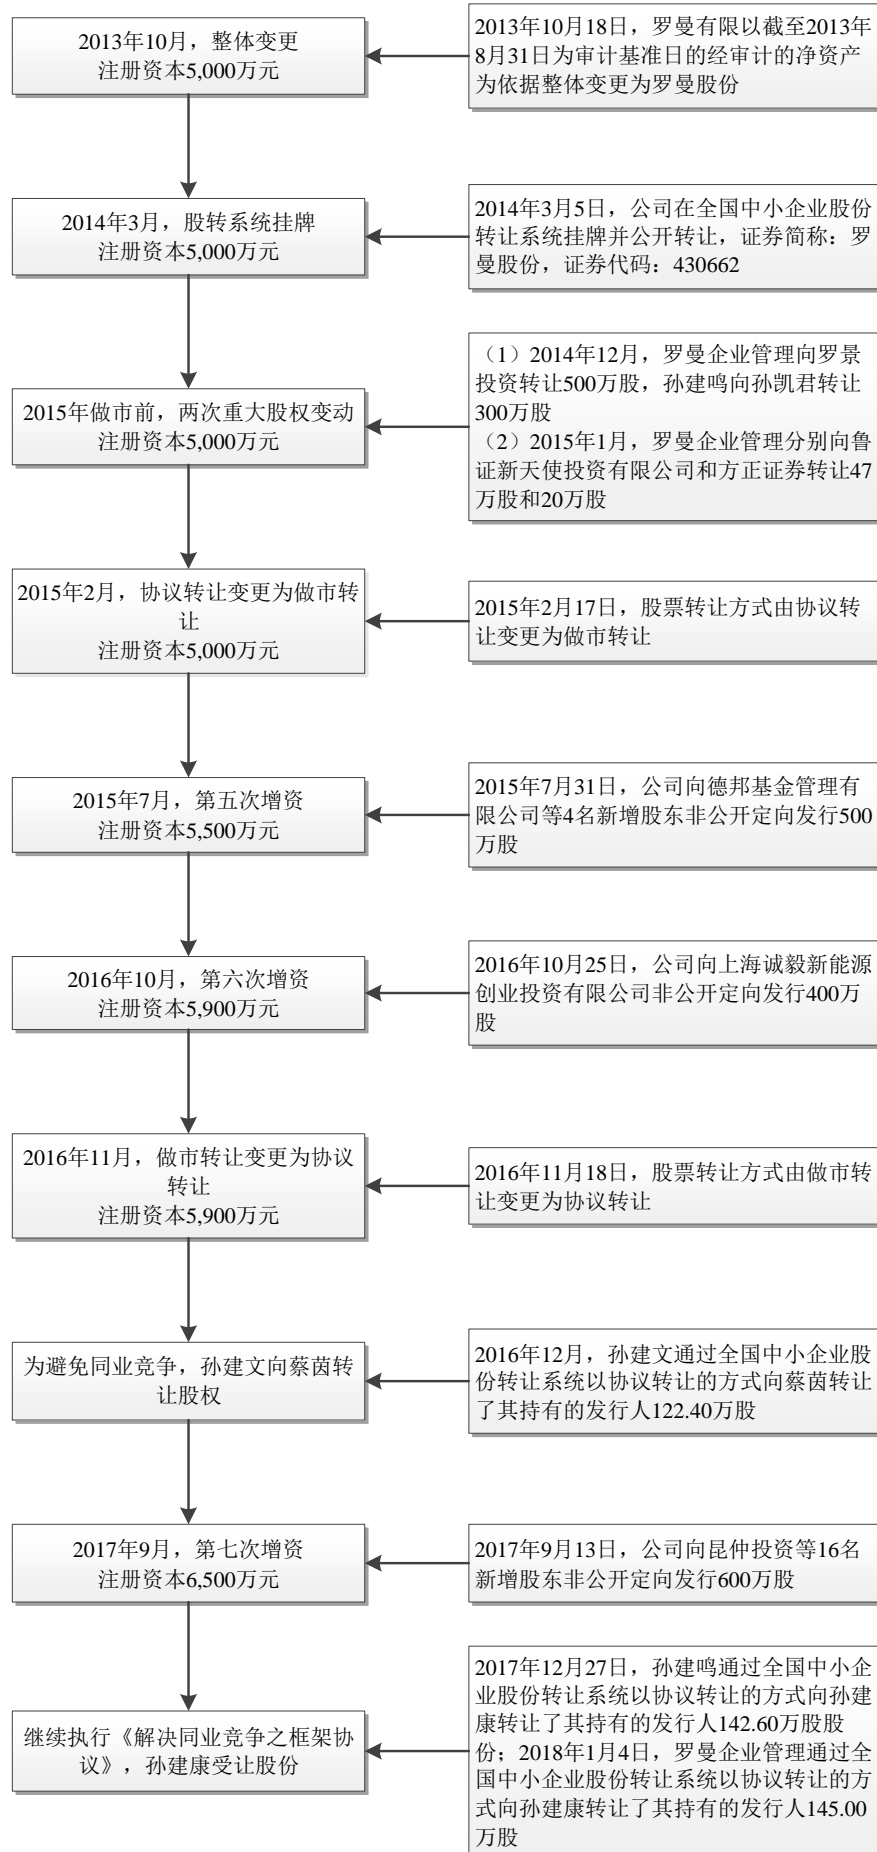 2013年10月，整体变更
注册资本5,000万元
2013年10月18日，罗曼有限以截至2013年
8月31日为审计基准日的经审计的净资产
为依据整体变更为罗曼股份
2014年3月，股转系统挂牌
注册资本5,000万元
2014年3月5日，公司在全国中小企业股份
转让系统挂牌并公开转让，证券简称：罗
曼股份，证券代码：430662
2015年做市前，两次重大股权变动
注册资本5,000万元
（1）2014年12月，罗曼企业管理向罗景
投资转让500万股，孙建鸣向孙凯君转让
300万股
（2）2015年1月，罗曼企业管理分别向鲁
证新天使投资有限公司和方正证券转让47
万股和20万股
2015年2月，协议转让变更为做市转
让
注册资本5,000万元
2015年2月17日，股票转让方式由协议转
让变更为做市转让
2015年7月，第五次增资
注册资本5,500万元
2015年7月31日，公司向德邦基金管理有
限公司等4名新增股东非公开定向发行500
万股
2016年10月，第六次增资
注册资本5,900万元
2016年10月25日，公司向上海诚毅新能源
创业投资有限公司非公开定向发行400万
股
2016年11月，做市转让变更为协议
转让
注册资本5,900万元
2016年11月18日，股票转让方式由做市转
让变更为协议转让
为避免同业竞争，孙建文向蔡茵转
让股权
2016年12月，孙建文通过全国中小企业股
份转让系统以协议转让的方式向蔡茵转让
了其持有的发行人122.40万股
2017年9月，第七次增资
注册资本6,500万元
2017年9月13日，公司向昆仲投资等16名
新增股东非公开定向发行600万股
继续执行《解决同业竞争之框架协
议》，孙建康受让股份
2017年12月27日，孙建鸣通过全国中小企
业股份转让系统以协议转让的方式向孙建
康转让了其持有的发行人142.60万股股
份；2018年1月4日，罗曼企业管理通过全
国中小企业股份转让系统以协议转让的方
式向孙建康转让了其持有的发行人145.00
万股